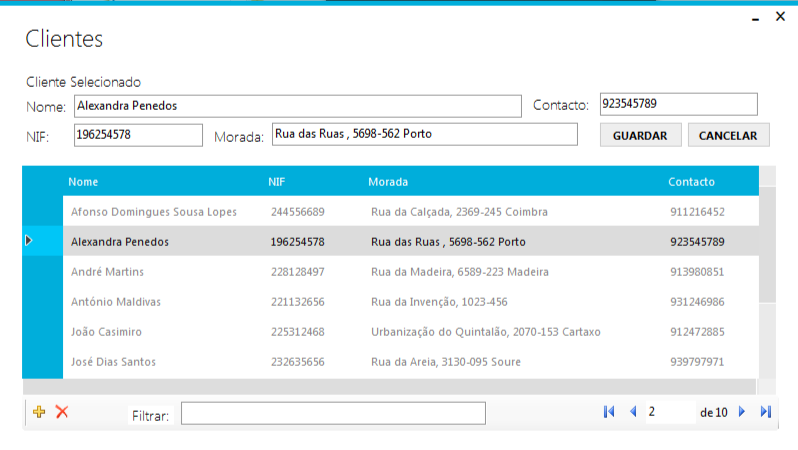 Clientes
Cliente Selecionado
Nome: Alexandra Penedos Contacto: 923545789
NIF: 196254578 Morada: Rua das Ruas , 5698-562 Porto GUARDAR CANCELAR
Nome NIF Morada Contacto
Afonso Domingues Sousa Lopes 244556689 Rua da Calçada, 2369-245 Coimbra 911216452
Alexandra Penedos 196254578 Rua das Ruas , 5698-562 Porto 923545789
André Martins 228128497 Rua da Madeira, 6589-223 Madeira 913980851
António Maldivas 221132656 Rua da Invenção, 1023-456 931246986
João Casimiro 225312468 Urbanização do Quintalão, 2070-153 Cartaxo 912472885
José Dias Santos 232635656 Rua da Areia, 3130-095 Soure 939797971
Filtrar: 2 de 10